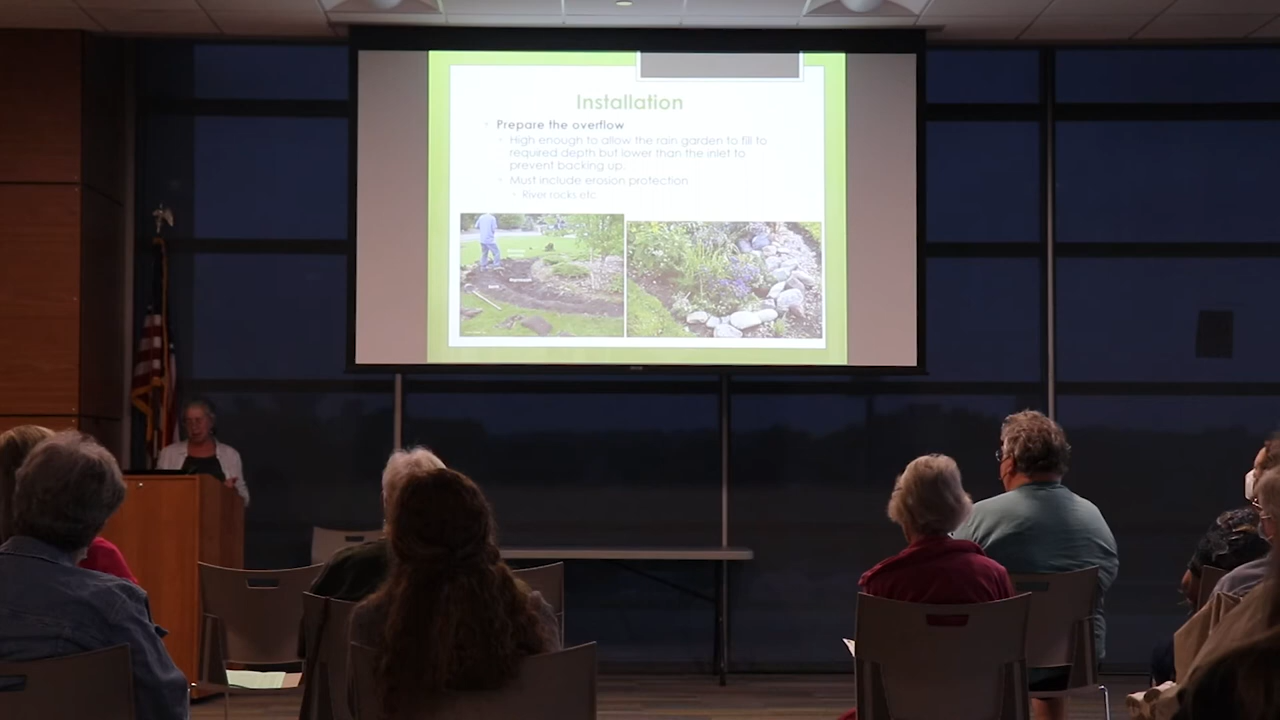 Installation
Prepare the overflow
High enough to allow the rain garden to fill to
required depth but lower than the inlet to
prevent backing up.
Must include erosion protection
River rocks etc